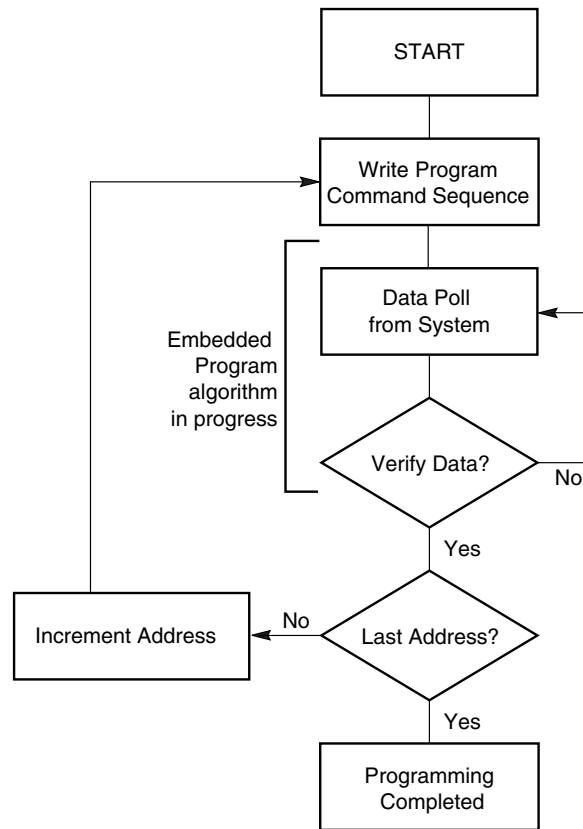 START
Write Program
Command Sequence
Data Poll
from System
Embedded
Program
algorithm
in progress
Verify Data?
No
Yes
Increment Address
No
Last Address?
Yes
Programming
Completed